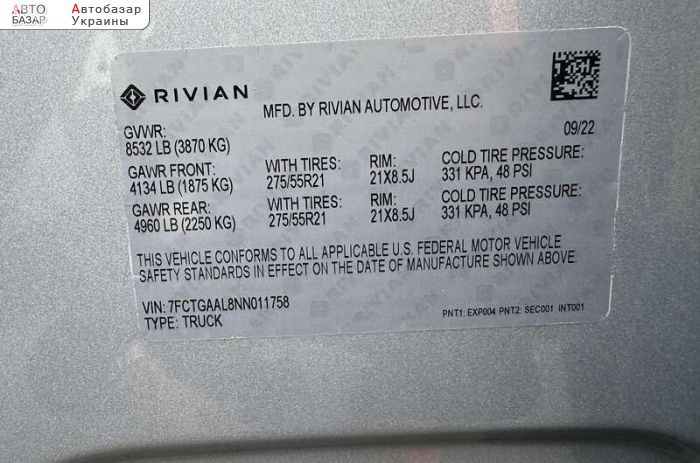 АВТО
БАЗАР
Автобазар
Украины
RIVIAN
MFD. BY RIVIAN AUTOMOTIVE, LLC.
GVWR:
8532 LB (3870 KG)
09/22
GAWR FRONT: WITH TIRES: RIM: COLD TIRE PRESSURE:
4134 LB (1875 KG) 275/55R21 21X8.5J 331 KPA, 48 PSI
GAWR REAR: WITH TIRES: RIM: COLD TIRE PRESSURE:
4960 LB (2250 KG) 275/55R21 21X8.5J 331 KPA, 48 PSI
THIS VEHICLE CONFORMS TO ALL APPLICABLE U.S. FEDERAL MOTOR VEHICLE
SAFETY STANDARDS IN EFFECT ON THE DATE OF MANUFACTURE SHOWN ABOVE.
VIN: 7FCTGAAL8NN011758
TYPE: TRUCK
PNT1: EXP004 PNT2: SEC001 INT001